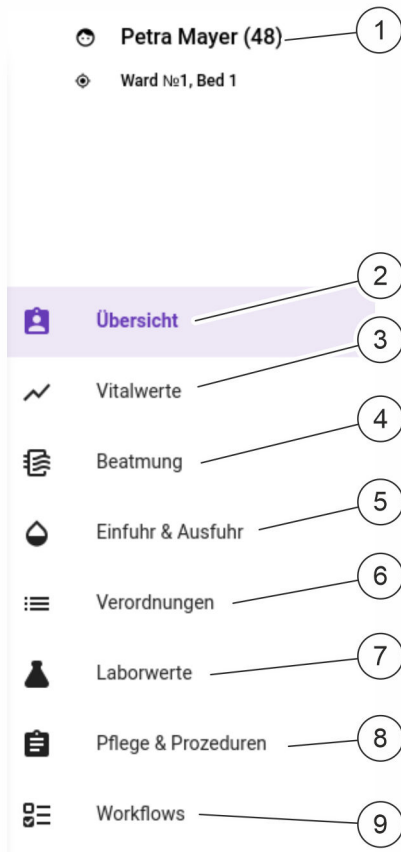 Petra Mayer (48) 1
Ward №1, Bed 1
Übersicht 2
Vitalwerte 3
Beatmung 4
Einfuhr & Ausfuhr 5
Verordnungen 6
Laborwerte 7
Pflege & Prozeduren 8
Workflows 9